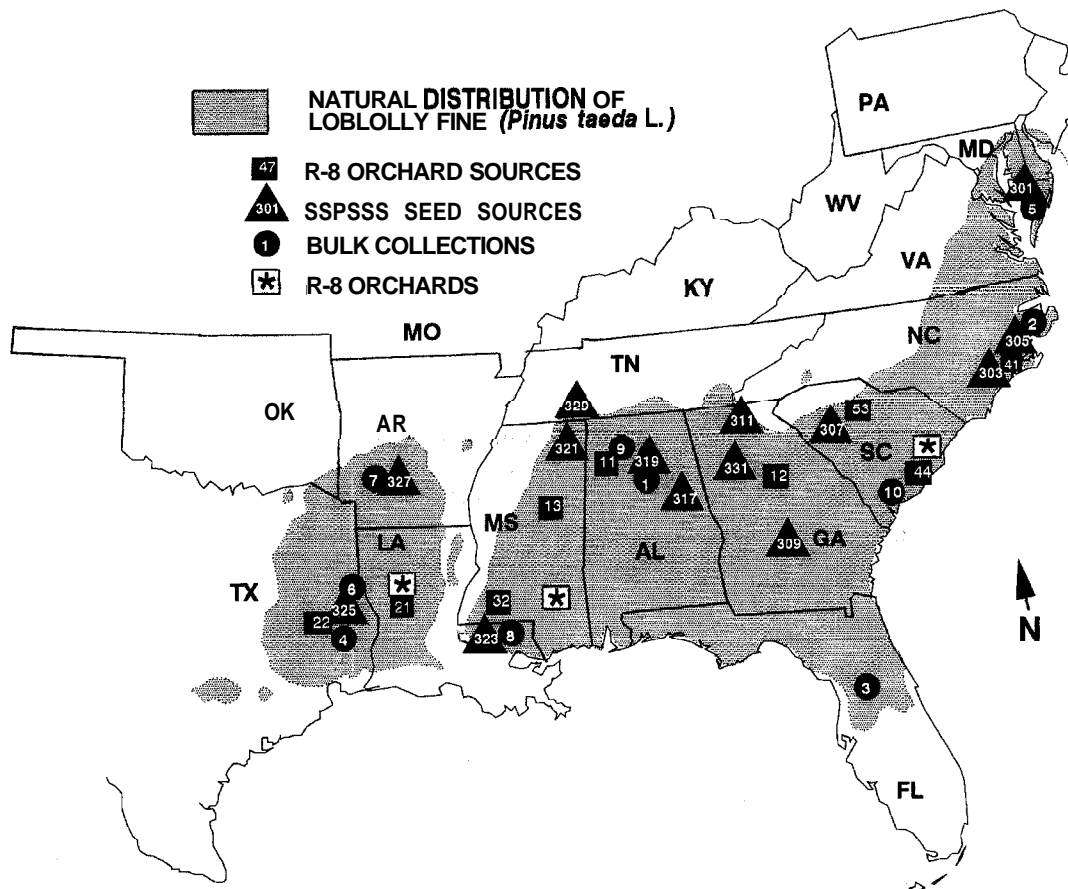 NATURAL DISTRIBUTION OF
LOBLOLLY FINE (Pinus taeda L.)
47 R-8 ORCHARD SOURCES
301 SSPSSS SEED SOURCES
1 BULK COLLECTIONS
* R-8 ORCHARDS
PA
MD
301
5
WV
VA
KY
MO
NC
2
305
41
303
TN
OK
AR
320
311
53
307
321
9
11
319
SC
*
7
327
331
12
44
1
317
10
13
MS
LA
AL
309
GA
TX
6
*
*
325
21
32
22
4
323
8
N
3
FL